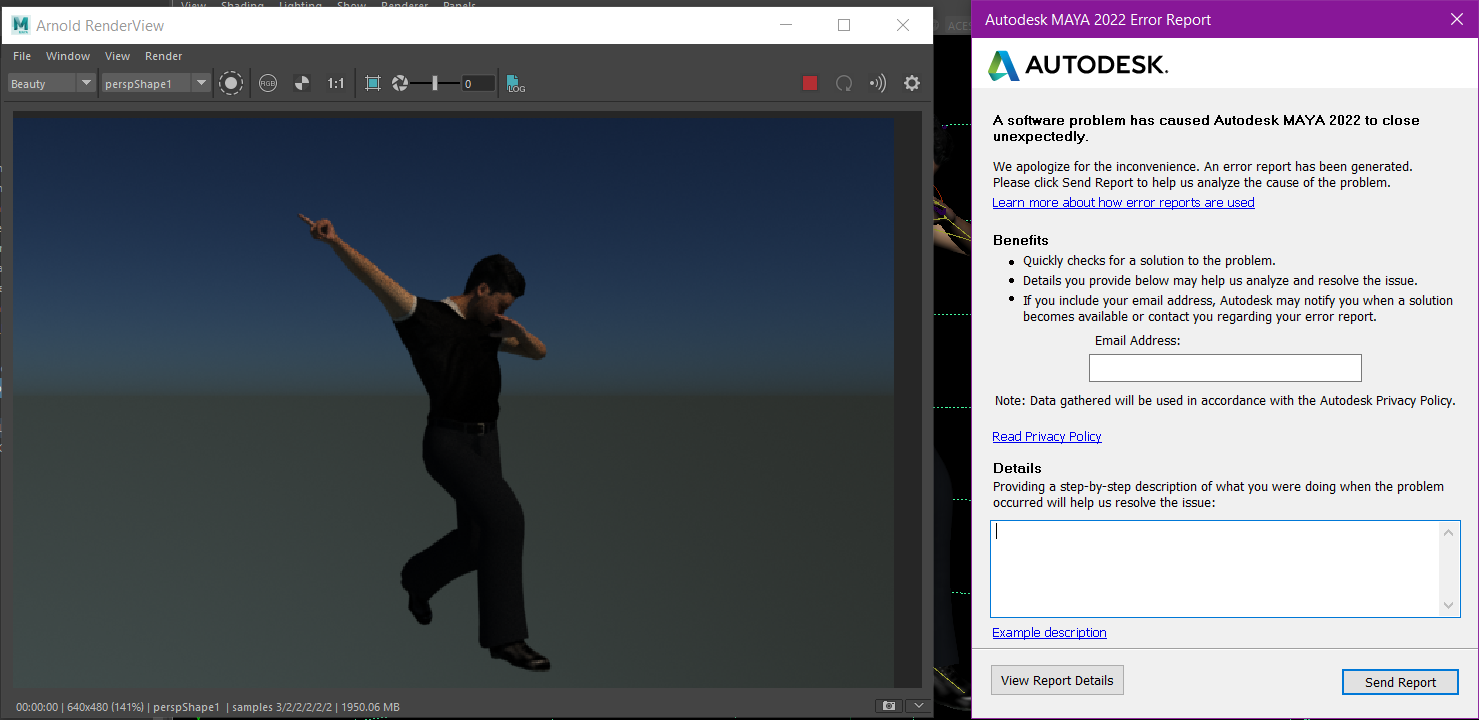 View Shading Lighting Show Renderer Panels
Arnold RenderView
File Window View Render
Beauty perspShape1 RGB 1:1 0 LOG
00:00:00 | 640x480 (141%) | perspShape1 | samples 3/2/2/2/2/2 | 1950.06 MB
ACES
Autodesk MAYA 2022 Error Report
AUTODESK.
A software problem has caused Autodesk MAYA 2022 to close
unexpectedly.
We apologize for the inconvenience. An error report has been generated.
Please click Send Report to help us analyze the cause of the problem.
Learn more about how error reports are used
Benefits
Quickly checks for a solution to the problem.
Details you provide below may help us analyze and resolve the issue.
If you include your email address, Autodesk may notify you when a solution
becomes available or contact you regarding your error report.
Email Address:
Note: Data gathered will be used in accordance with the Autodesk Privacy Policy.
Read Privacy Policy
Details
Providing a step-by-step description of what you were doing when the problem
occurred will help us resolve the issue:
Example description
View Report Details
Send Report